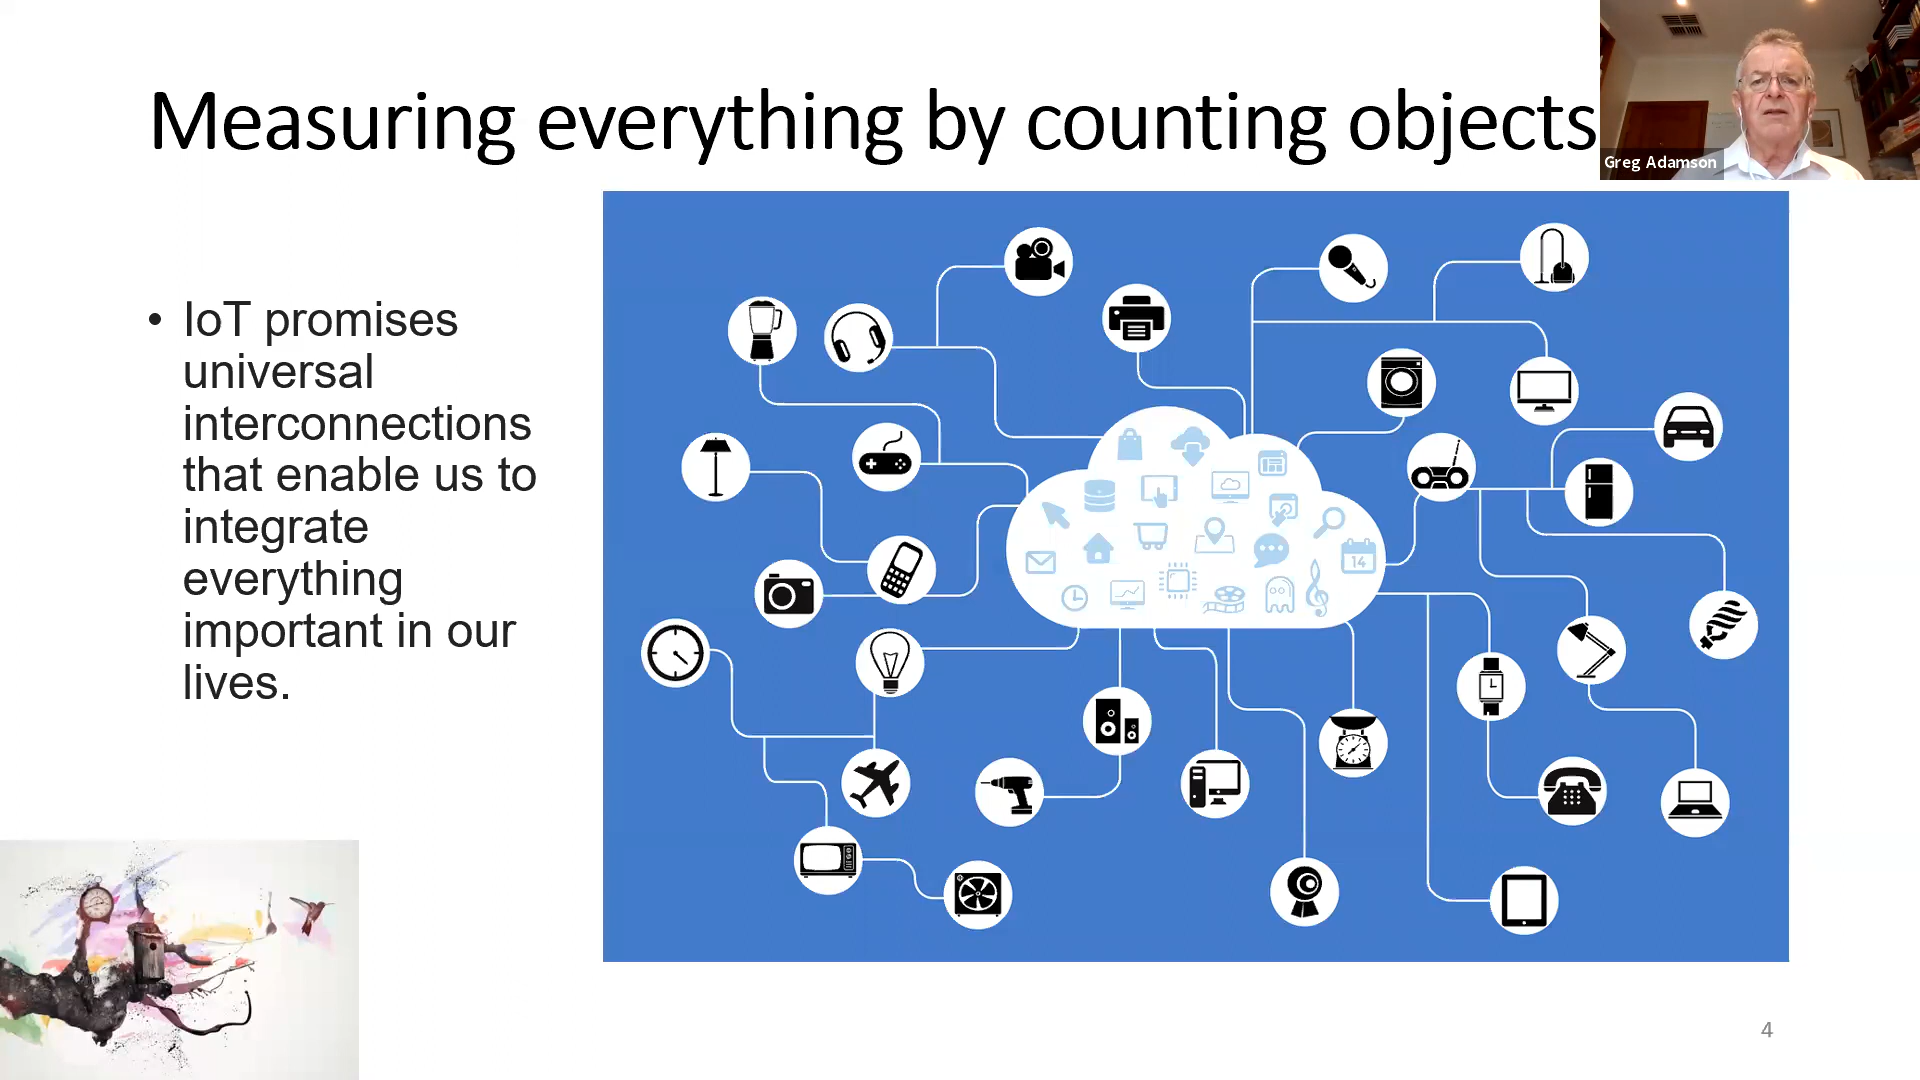 Measuring everything by counting objects
Greg Adamson
• IoT promises
universal
interconnections
that enable us to
integrate
everything
important in our
lives.
14
4